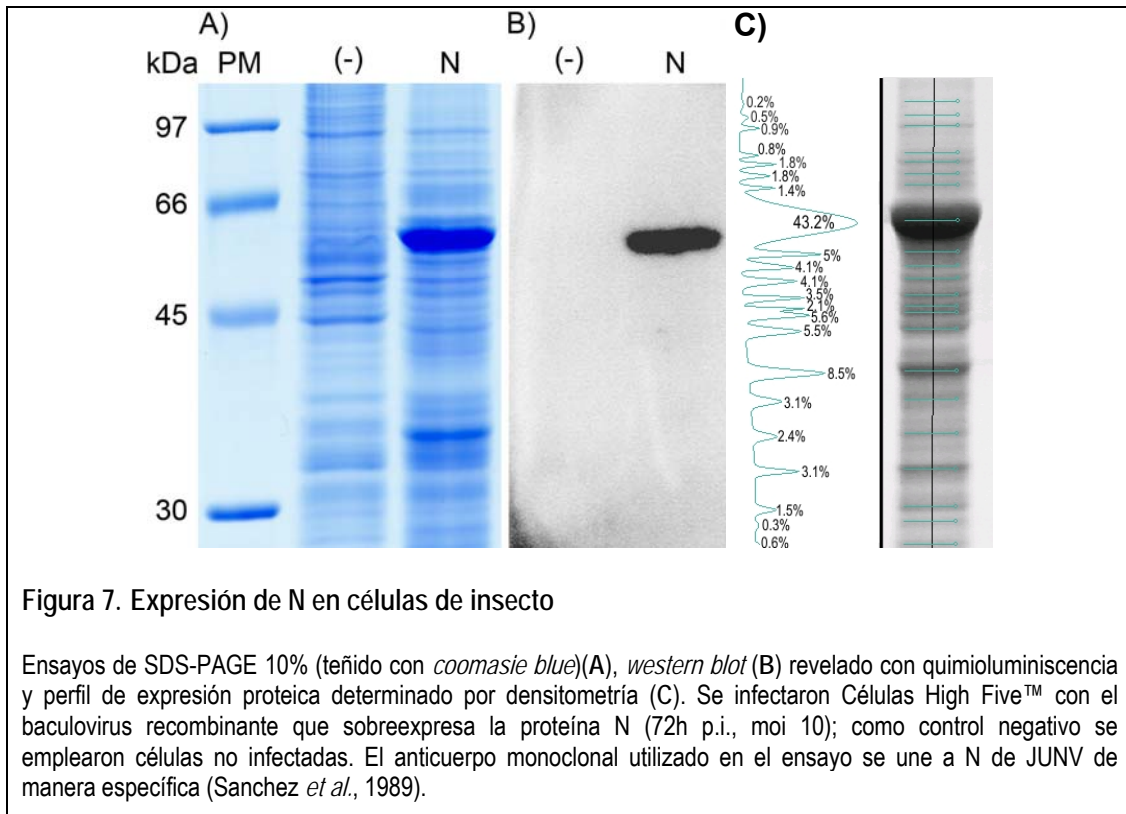 A)
B)
C)
kDa PM (-) N
(-) N
97
66
45
30
0.2%
0.5%
0.9%
0.8%
1.8%
1.8%
1.4%
43.2%
5%
4.1%
4.1%
3.5%
2.1%
5.6%
5.5%
8.5%
3.1%
2.4%
3.1%
1.5%
0.3%
0.6%
Figura 7. Expresión de N en células de insecto
Ensayos de SDS-PAGE 10% (teñido con coomasie blue)(A), western blot (B) revelado con quimioluminiscencia
y perfil de expresión proteica determinado por densitometría (C). Se infectaron Células High Five™ con el
baculovirus recombinante que sobreexpresa la proteína N (72h p.i., moi 10); como control negativo se
emplearon células no infectadas. El anticuerpo monoclonal utilizado en el ensayo se une a N de JUNV de
manera específica (Sanchez et al., 1989).